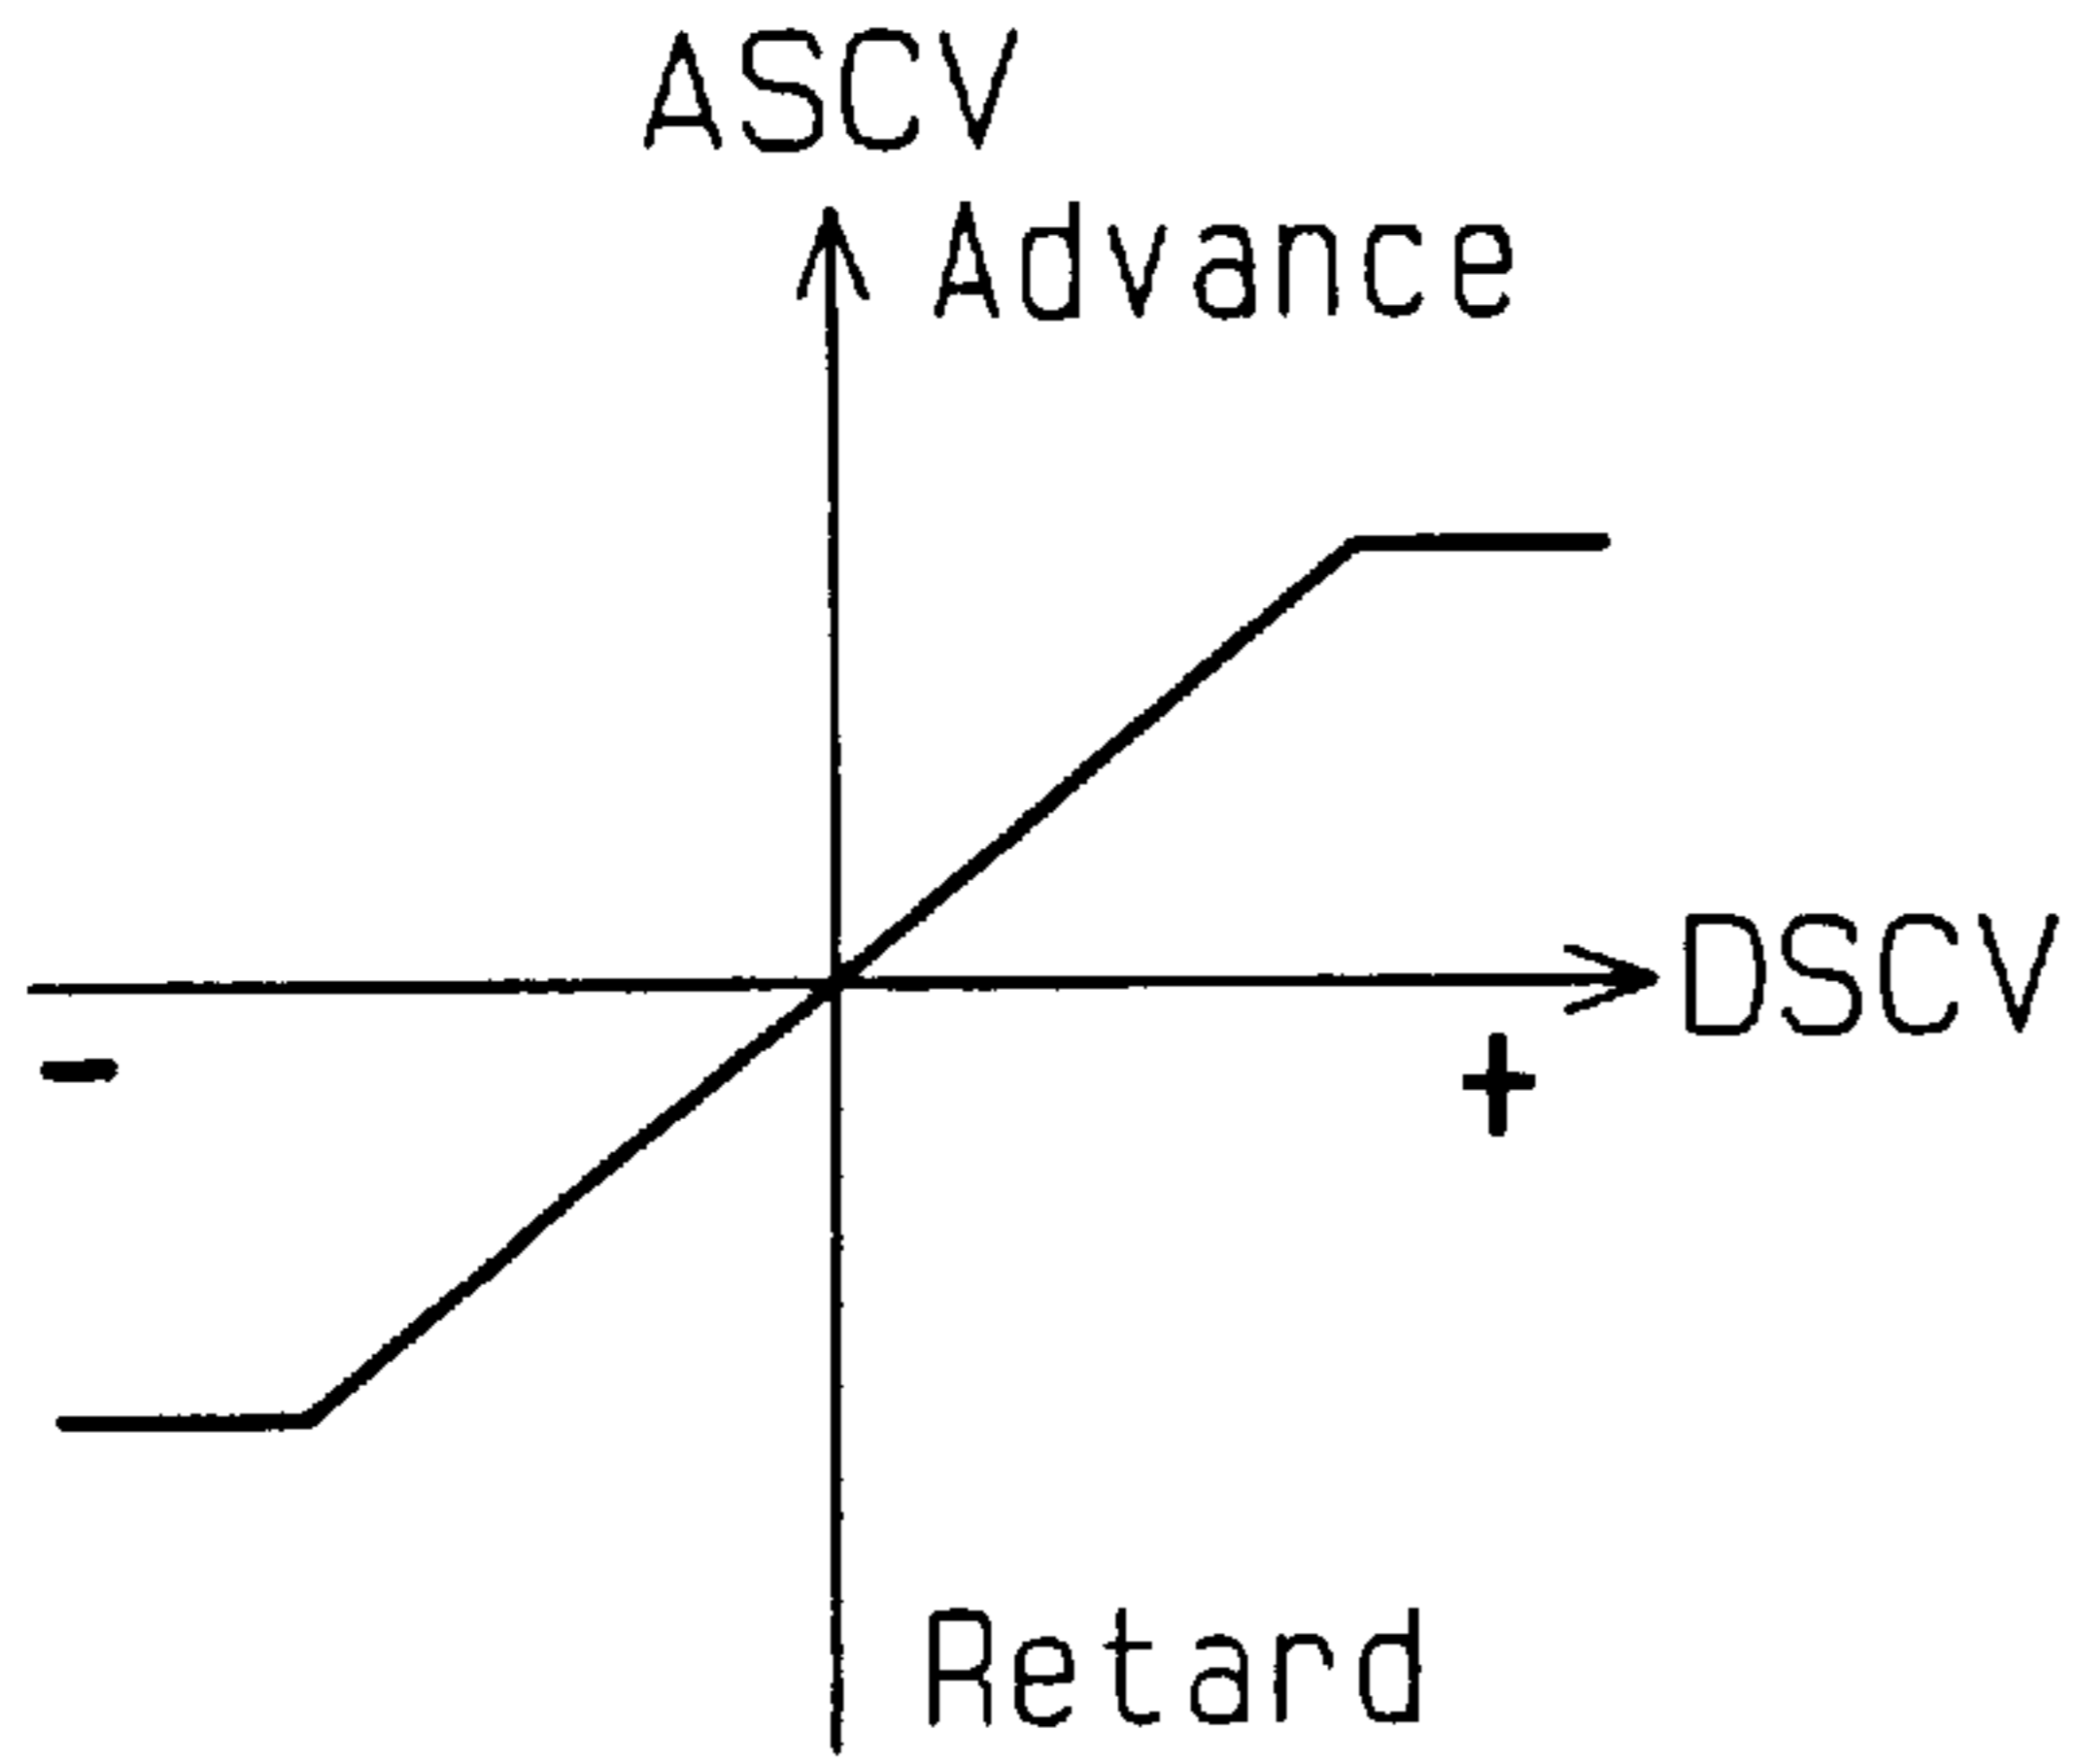 ASCV
Advance
DSCV
-
+
Retard